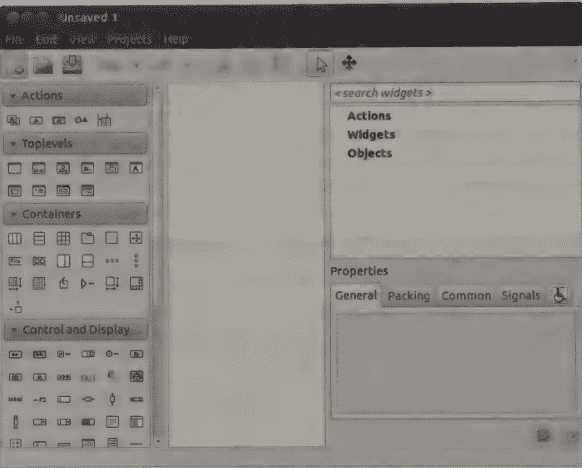 Unsaved 1
File Edit View Projects Help
Actions
Toplevels
Containers
Control and Display
< search widgets >
Actions
Widgets
Objects
Properties
General Packing Common Signals